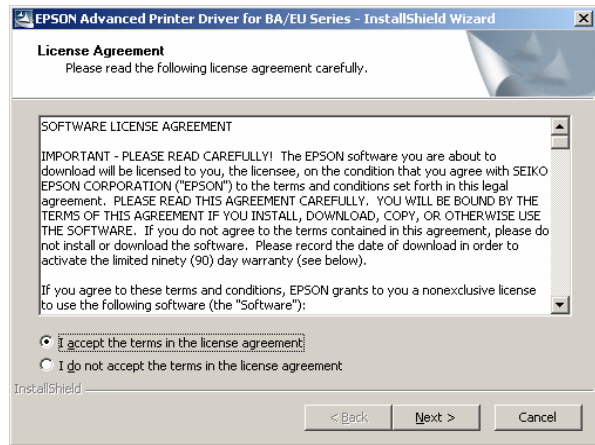 EPSON Advanced Printer Driver for BA/EU Series - InstallShield Wizard
License Agreement
Please read the following license agreement carefully.
SOFTWARE LICENSE AGREEMENT
IMPORTANT - PLEASE READ CAREFULLY! The EPSON software you are about to
download will be licensed to you, the licensee, on the condition that you agree with SEIKO
EPSON CORPORATION ("EPSON") to the terms and conditions set forth in this legal
agreement. PLEASE READ THIS AGREEMENT CAREFULLY. YOU WILL BE BOUND BY THE
TERMS OF THIS AGREEMENT IF YOU INSTALL, DOWNLOAD, COPY, OR OTHERWISE USE
THE SOFTWARE. If you do not agree to the terms contained in this agreement, please do
not install or download the software. Please record the date of download in order to
activate the limited ninety (90) day warranty (see below).
If you agree to these terms and conditions, EPSON grants to you a nonexclusive license
to use the following software (the "Software"):
I accept the terms in the license agreement
I do not accept the terms in the license agreement
InstallShield
< Back Next > Cancel